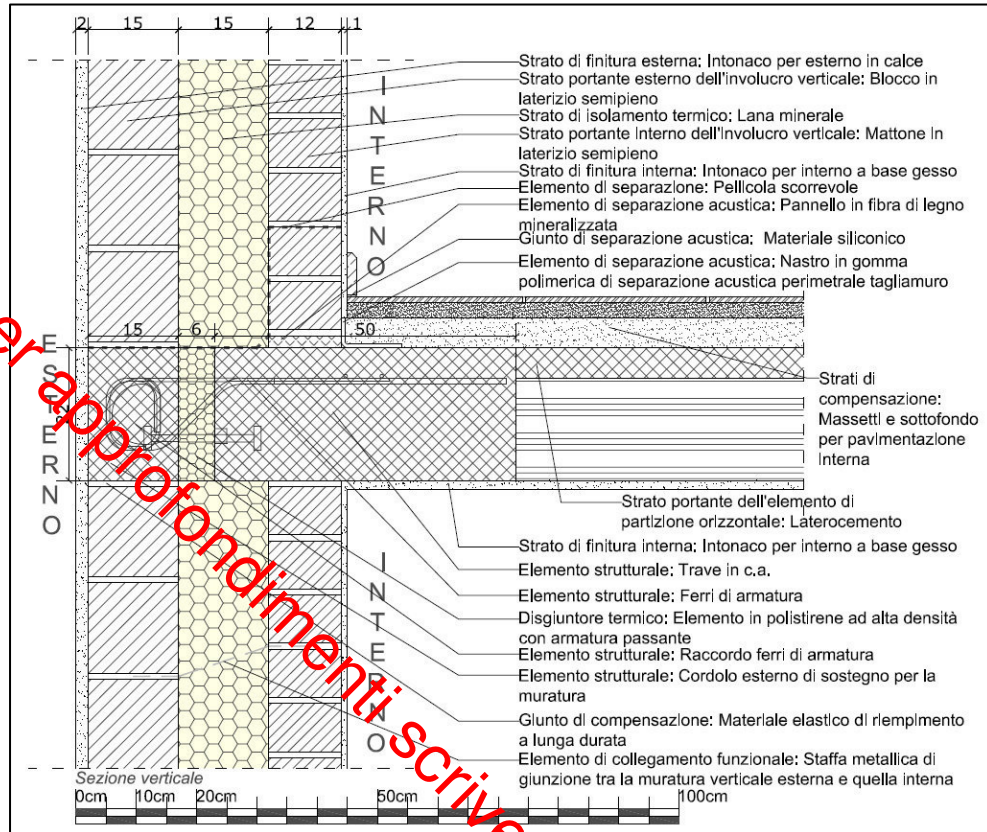 2 15 15 12 1
Strato di finitura esterna: Intonaco per esterno in calce
Strato portante esterno dell'involucro verticale: Blocco in
laterizio semipieno
Strato di isolamento termico: Lana minerale
Strato portante interno dell'involucro verticale: Mattone in
laterizio semipieno
Strato di finitura interna: Intonaco per interno a base gesso
Elemento di separazione: Pellicola scorrevole
Elemento di separazione acustica: Pannello in fibra di legno
mineralizzata
Giunto di separazione acustica: Materiale siliconico
Elemento di separazione acustica: Nastro in gomma
polimerica di separazione acustica perimetrale tagliamuro
INTERNO
15 6 50
ESTERNO
Strati di
compensazione:
Massetti e sottofondo
per pavimentazione
interna
Strato portante dell'elemento di
partizione orizzontale: Laterocemento
Strato di finitura interna: Intonaco per interno a base gesso
Elemento strutturale: Trave in c.a.
Elemento strutturale: Ferri di armatura
Disgiuntore termico: Elemento in polistirene ad alta densità
con armatura passante
Elemento strutturale: Raccordo ferri di armatura
Elemento strutturale: Cordolo esterno di sostegno per la
muratura
Giunto di compensazione: Materiale elastico di riempimento
a lunga durata
Elemento di collegamento funzionale: Staffa metallica di
giunzione tra la muratura verticale esterna e quella interna
INTERNO
approfondimenti
Sezione verticale
0cm 10cm 20cm 50cm 100cm